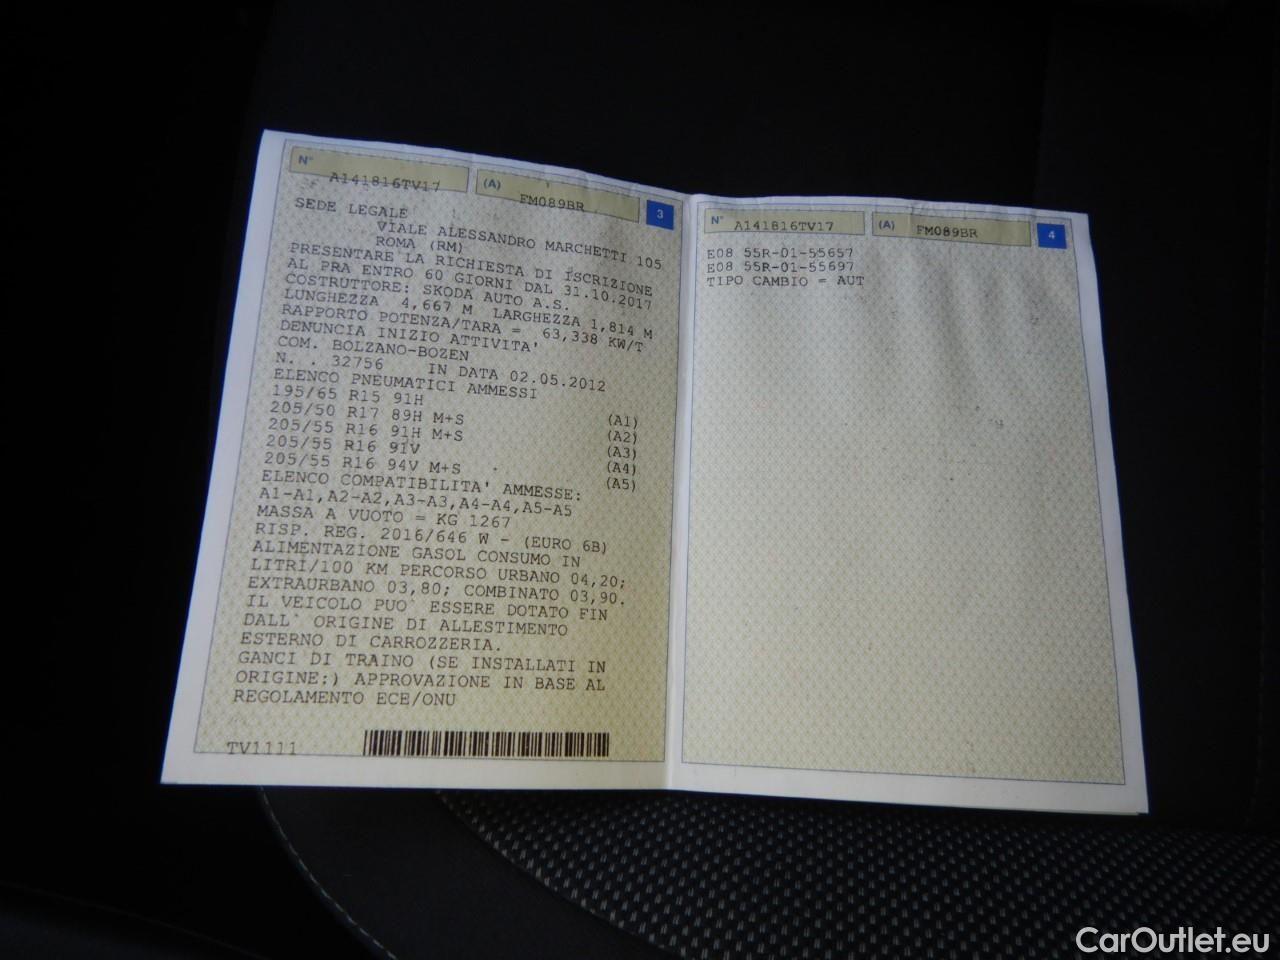 N°
A141816TV17
(A)
FM089BR
3
SEDE LEGALE
VIALE ALESSANDRO MARCHETTI 105
ROMA (RM)
PRESENTARE LA RICHIESTA DI ISCRIZIONE
AL PRA ENTRO 60 GIORNI DAL 31.10.2017
COSTRUTTORE: SKODA AUTO A.S.
LUNGHEZZA 4,667 M LARGHEZZA 1,814 M
RAPPORTO POTENZA/TARA = 63,338 KW/T
DENUNCIA INIZIO ATTIVITA'
COM. BOLZANO-BOZEN
N. . 32756 IN DATA 02.05.2012
ELENCO PNEUMATICI AMMESSI
195/65 R15 91H (A1)
205/50 R17 89H M+S (A2)
205/55 R16 91H M+S (A3)
205/55 R16 91V (A4)
205/55 R16 94V M+S (A5)
ELENCO COMPATIBILITA' AMMESSE:
A1-A1,A2-A2,A3-A3,A4-A4,A5-A5
MASSA A VUOTO = KG 1267
RISP. REG. 2016/646 W - (EURO 6B)
ALIMENTAZIONE GASOL CONSUMO IN
LITRI/100 KM PERCORSO URBANO 04,20;
EXTRAURBANO 03,80; COMBINATO 03,90.
IL VEICOLO PUO` ESSERE DOTATO FIN
DALL` ORIGINE DI ALLESTIMENTO
ESTERNO DI CARROZZERIA.
GANCI DI TRAINO (SE INSTALLATI IN
ORIGINE:) APPROVAZIONE IN BASE AL
REGOLAMENTO ECE/ONU
TV1111
N°
A141816TV17
(A)
FM089BR
4
E08 55R-01-55657
E08 55R-01-55697
TIPO CAMBIO = AUT
CarOutlet.eu